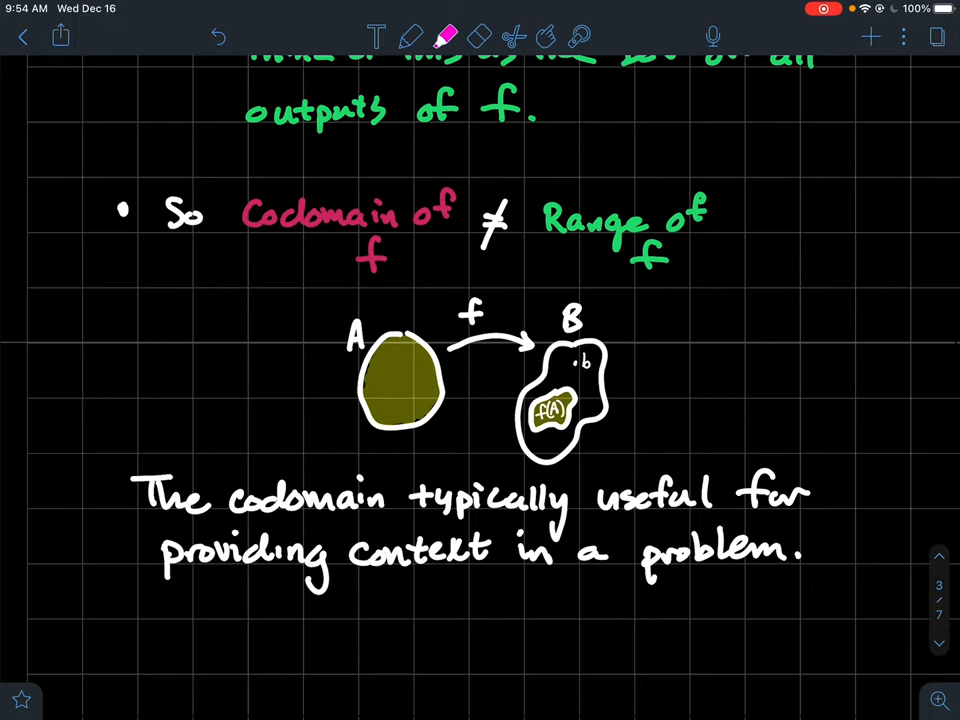 9:54 AM Wed Dec 16
100%
all
outputs of f.
• So Codomain of f ≠ Range of f
A
f
B
b
f(A)
The codomain typically useful for
providing context in a problem.
3
/
7